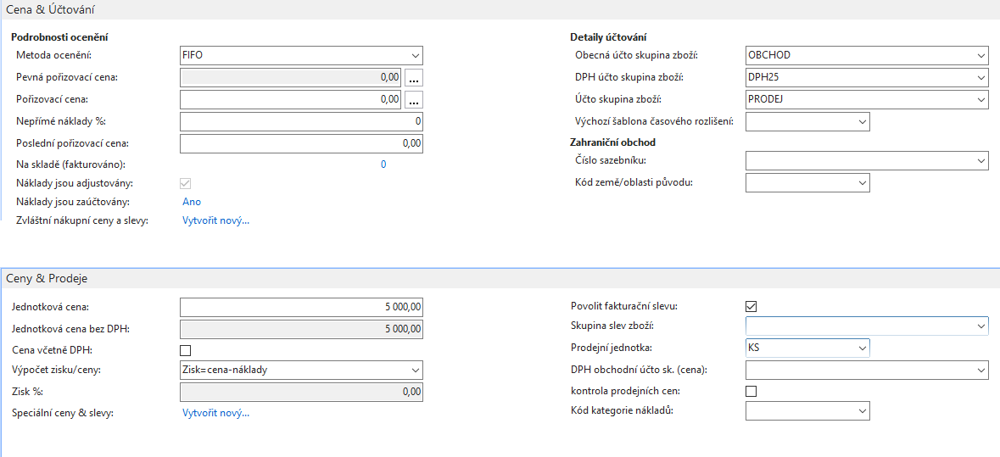 Cena & Účtování
Podrobnosti ocenění
Metoda ocenění: FIFO
Pevná pořizovací cena: 0,00 ...
Pořizovací cena: 0,00 ...
Nepřímé náklady %: 0
Poslední pořizovací cena: 0,00
Na skladě (fakturováno): 0
Náklady jsou adjustovány:
Náklady jsou zaúčtovány: Ano
Zvláštní nákupní ceny a slevy: Vytvořit nový...
Detaily účtování
Obecná účto skupina zboží: OBCHOD
DPH účto skupina zboží: DPH25
Účto skupina zboží: PRODEJ
Výchozí šablona časového rozlišení:
Zahraniční obchod
Číslo sazebníku:
Kód země/oblasti původu:
Ceny & Prodeje
Jednotková cena: 5 000,00
Jednotková cena bez DPH: 5 000,00
Cena včetně DPH:
Výpočet zisku/ceny: Zisk=cena-náklady
Zisk %: 0,00
Speciální ceny & slevy: Vytvořit nový...
Povolit fakturační slevu:
Skupina slev zboží:
Prodejní jednotka: KS
DPH obchodní účto sk. (cena):
kontrola prodejních cen:
Kód kategorie nákladů: